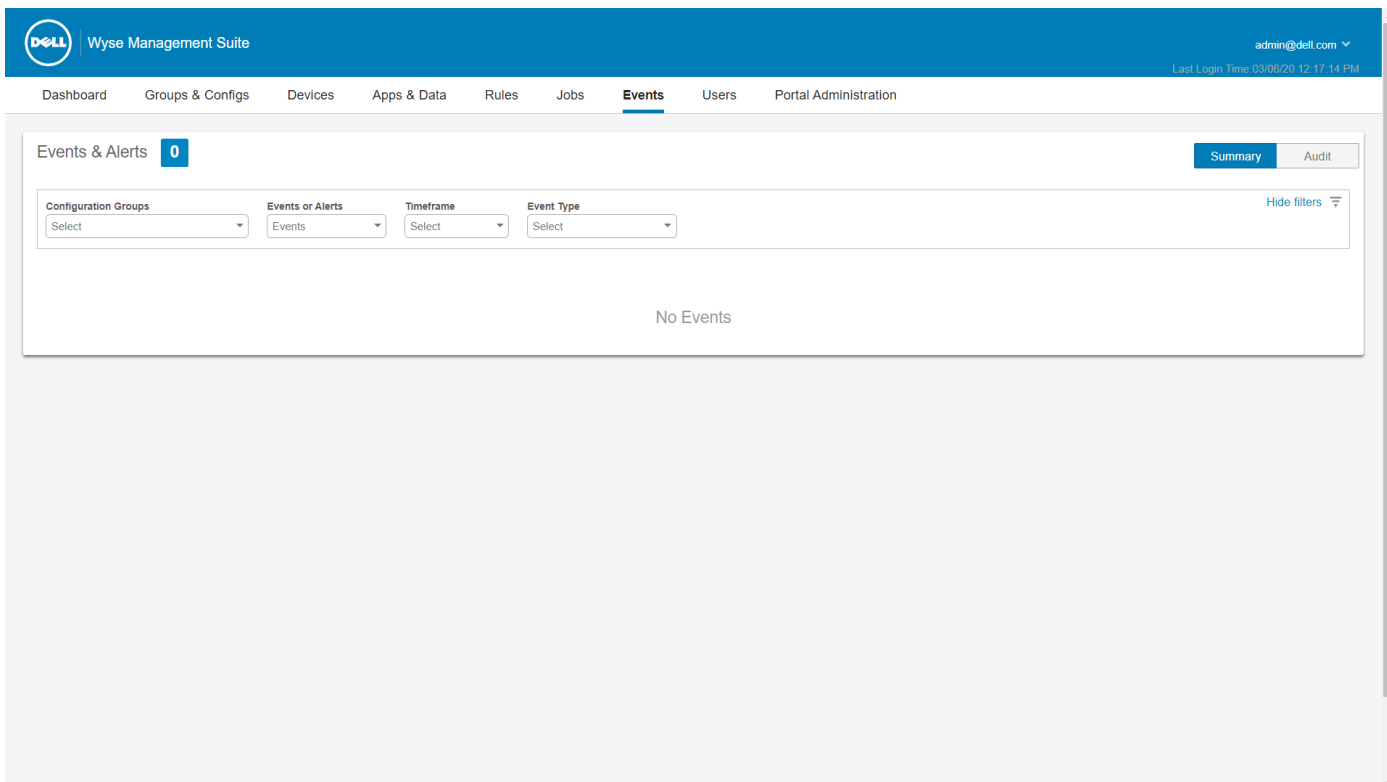 DELL Wyse Management Suite
admin@dell.com
Last Login Time:03/06/20 12:17:14 PM
Dashboard Groups & Configs Devices Apps & Data Rules Jobs Events Users Portal Administration
Events & Alerts 0
Summary Audit
Configuration Groups Events or Alerts Timeframe Event Type Hide filters
Select Events Select Select
No Events